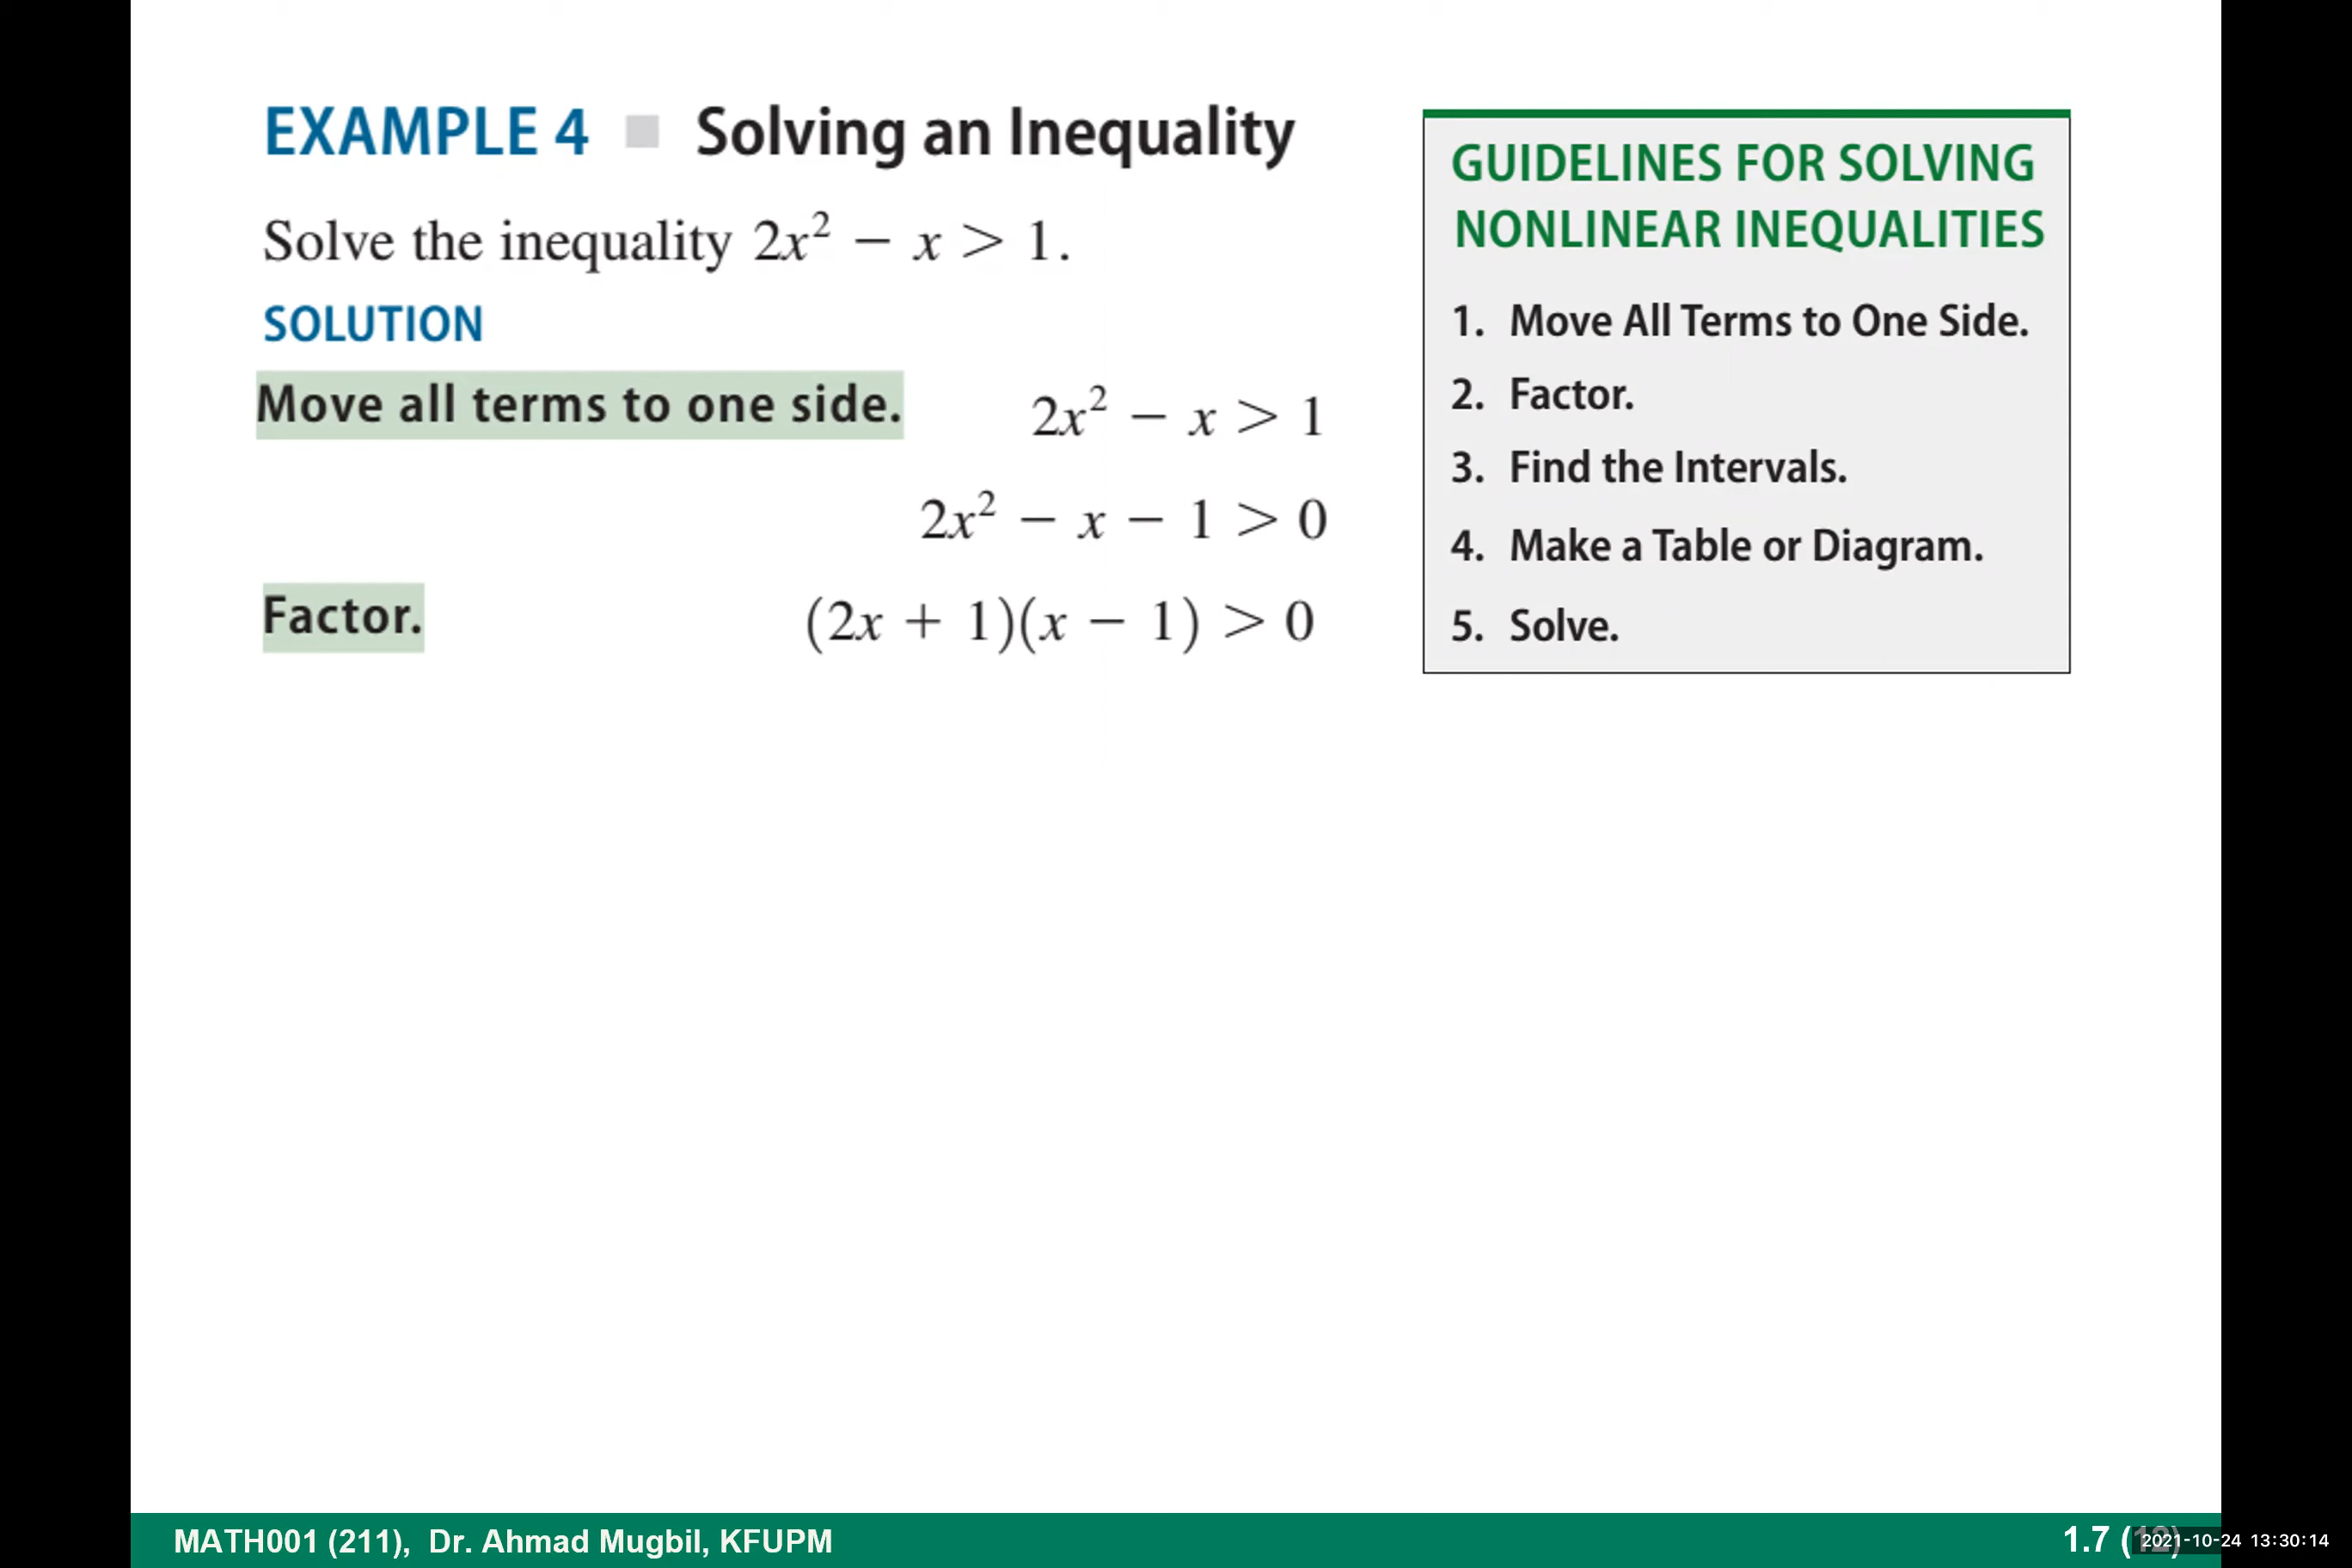 EXAMPLE 4 ■ Solving an Inequality
Solve the inequality 2x² − x > 1.
SOLUTION
Move all terms to one side. 2x² − x > 1
2x² − x − 1 > 0
Factor. (2x + 1)(x − 1) > 0
GUIDELINES FOR SOLVING
NONLINEAR INEQUALITIES
1. Move All Terms to One Side.
2. Factor.
3. Find the Intervals.
4. Make a Table or Diagram.
5. Solve.
MATH001 (211), Dr. Ahmad Mugbil, KFUPM
1.7 (12)
2021-10-24 13:30:14